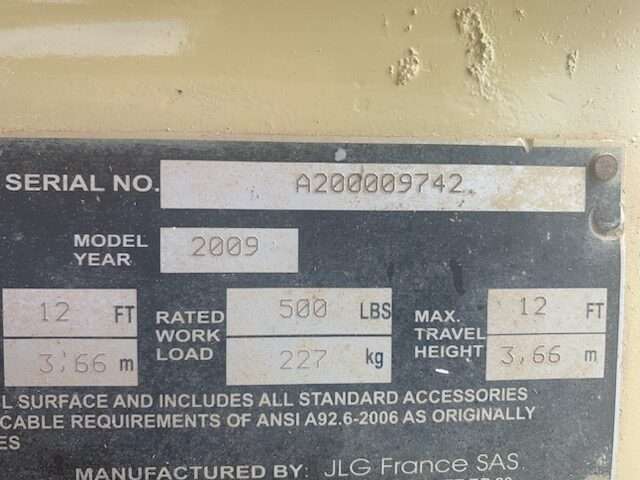 SERIAL NO. A200009742
MODEL YEAR 2009
12 FT RATED WORK LOAD 500 LBS MAX. TRAVEL HEIGHT 12 FT
3,66 m 227 kg 3,66 m
L SURFACE AND INCLUDES ALL STANDARD ACCESSORIES
CABLE REQUIREMENTS OF ANSI A92.6-2006 AS ORIGINALLY
ES
MANUFACTURED BY: JLG France SAS